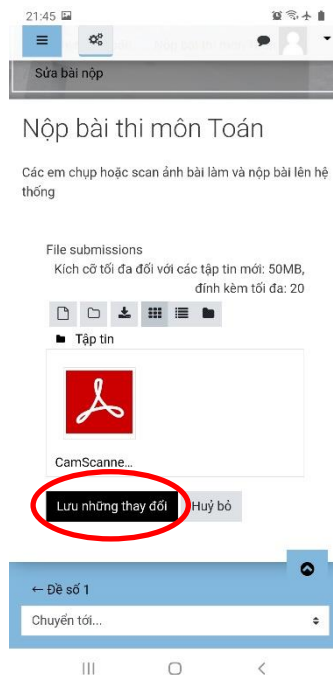 21:45
Sửa bài nộp
Nộp bài thi môn Toán
Các em chụp hoặc scan ảnh bài làm và nộp bài lên hệ
thống
File submissions
Kích cỡ tối đa đối với các tập tin mới: 50MB,
đính kèm tối đa: 20
Tập tin
CamScanne...
Lưu những thay đổi Huỷ bỏ
← Đề số 1
Chuyển tới...